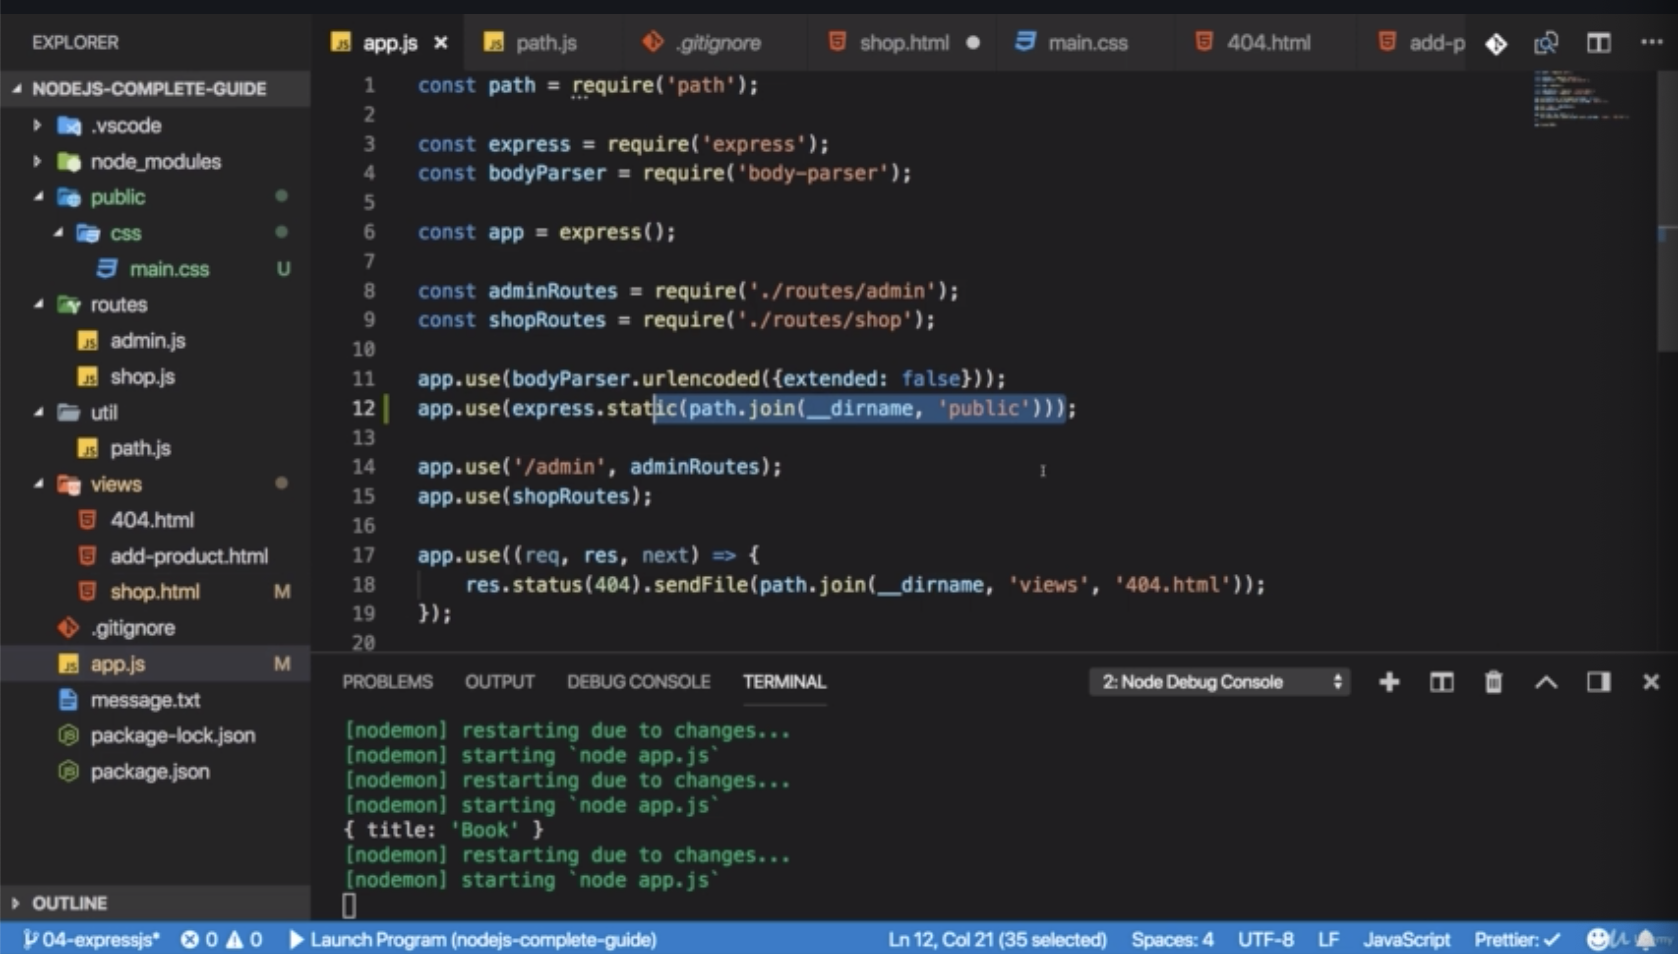 EXPLORER
NODEJS-COMPLETE-GUIDE
.vscode
node_modules
public
css
main.css U
routes
admin.js
shop.js
util
path.js
views
404.html
add-product.html
shop.html M
.gitignore
app.js M
message.txt
package-lock.json
package.json
OUTLINE
app.js path.js .gitignore shop.html main.css 404.html add-p
1 const path = require('path');
2
3 const express = require('express');
4 const bodyParser = require('body-parser');
5
6 const app = express();
7
8 const adminRoutes = require('./routes/admin');
9 const shopRoutes = require('./routes/shop');
10
11 app.use(bodyParser.urlencoded({extended: false}));
12 app.use(express.static(path.join(__dirname, 'public')));
13
14 app.use('/admin', adminRoutes);
15 app.use(shopRoutes);
16
17 app.use((req, res, next) => {
18 res.status(404).sendFile(path.join(__dirname, 'views', '404.html'));
19 });
20
PROBLEMS OUTPUT DEBUG CONSOLE TERMINAL 2: Node Debug Console
[nodemon] restarting due to changes...
[nodemon] starting `node app.js`
[nodemon] restarting due to changes...
[nodemon] starting `node app.js`
{ title: 'Book' }
[nodemon] restarting due to changes...
[nodemon] starting `node app.js`
04-expressjs* 0 0 Launch Program (nodejs-complete-guide) Ln 12, Col 21 (35 selected) Spaces: 4 UTF-8 LF JavaScript Prettier: ✓